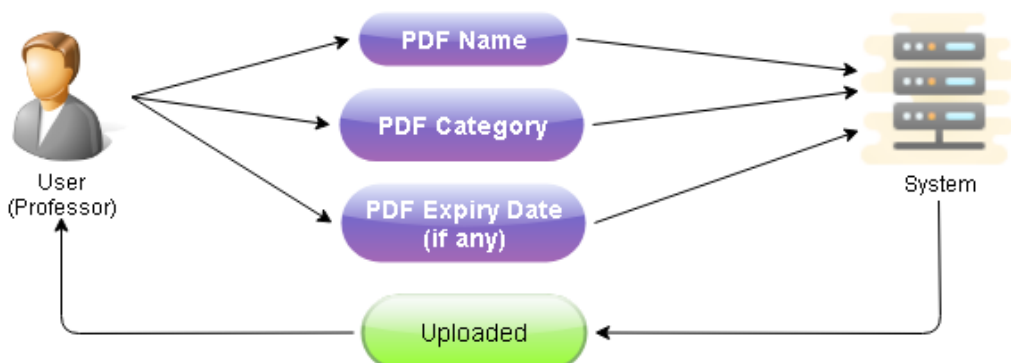 PDF Name
PDF Category
User
(Professor)
System
PDF Expiry Date
(if any)
Uploaded